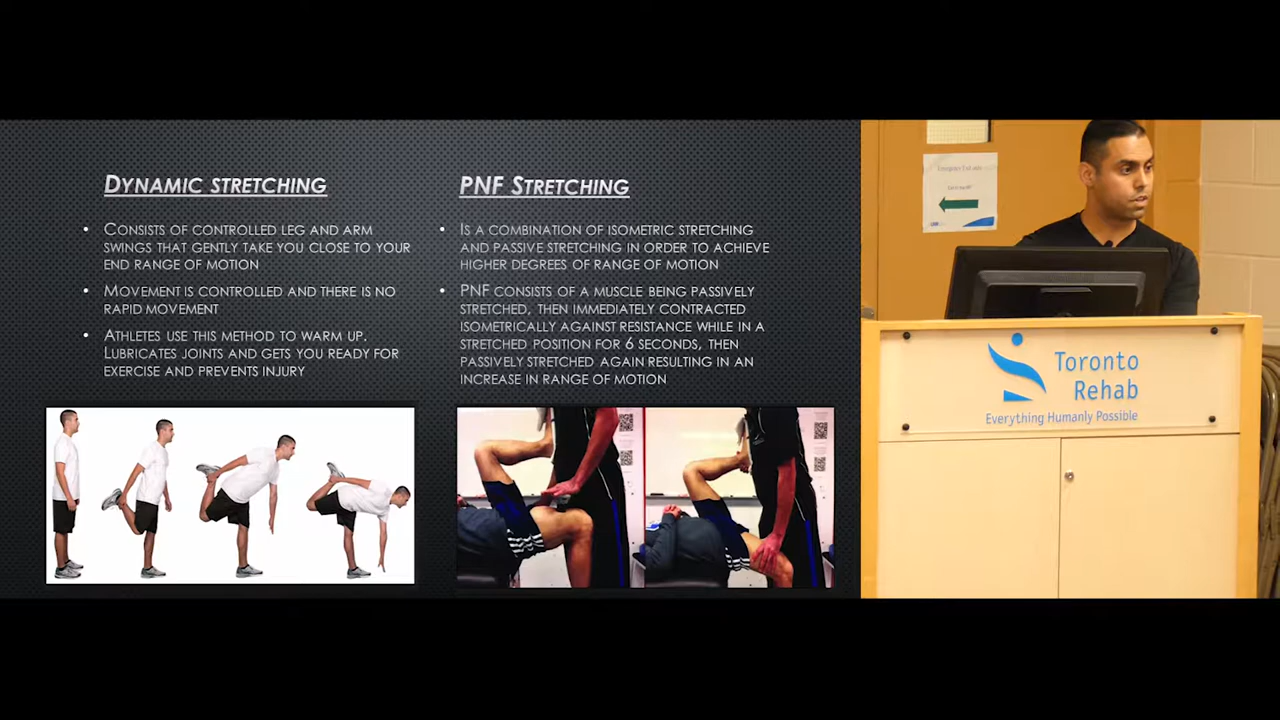 DYNAMIC STRETCHING
• CONSISTS OF CONTROLLED LEG AND ARM
SWINGS THAT GENTLY TAKE YOU CLOSE TO YOUR
END RANGE OF MOTION
• MOVEMENT IS CONTROLLED AND THERE IS NO
RAPID MOVEMENT
• ATHLETES USE THIS METHOD TO WARM UP.
LUBRICATES JOINTS AND GETS YOU READY FOR
EXERCISE AND PREVENTS INJURY
PNF STRETCHING
• IS A COMBINATION OF ISOMETRIC STRETCHING
AND PASSIVE STRETCHING IN ORDER TO ACHIEVE
HIGHER DEGREES OF RANGE OF MOTION
• PNF CONSISTS OF A MUSCLE BEING PASSIVELY
STRETCHED, THEN IMMEDIATELY CONTRACTED
ISOMETRICALLY AGAINST RESISTANCE WHILE IN A
STRETCHED POSITION FOR 6 SECONDS, THEN
PASSIVELY STRETCHED AGAIN RESULTING IN AN
INCREASE IN RANGE OF MOTION
Toronto
Rehab
Everything Humanly Possible